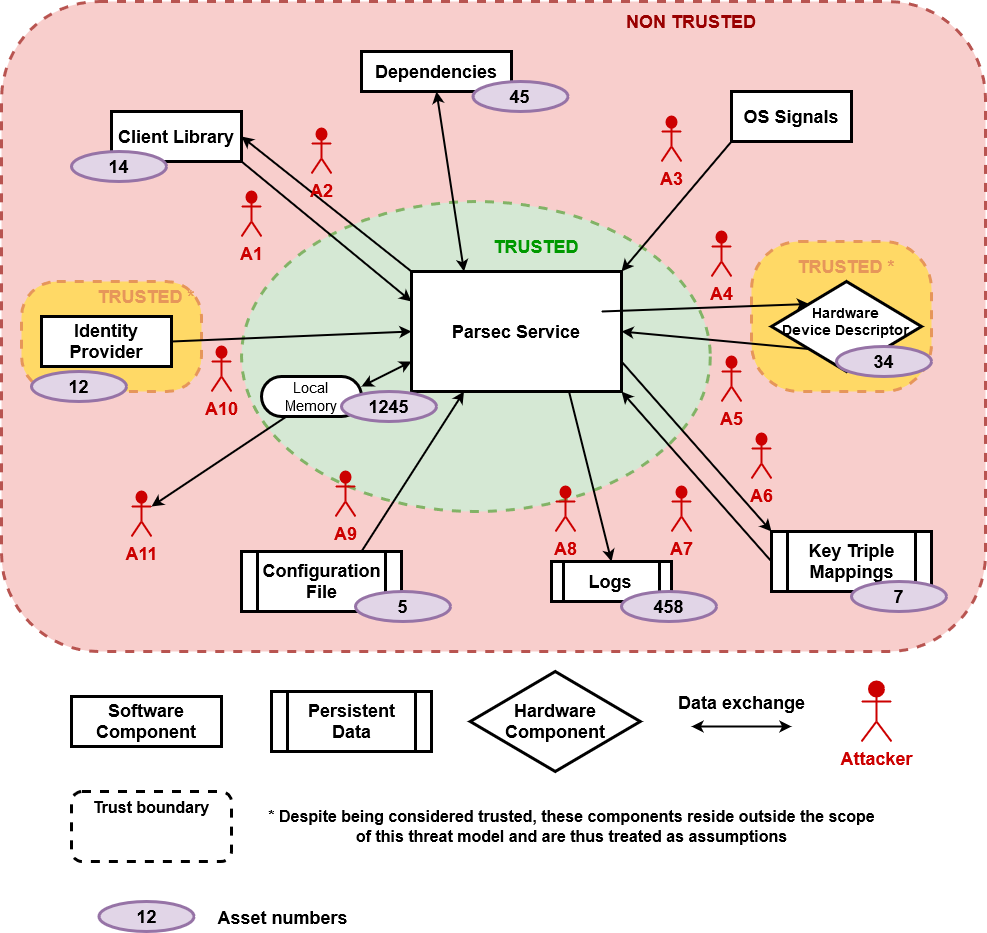 NON TRUSTED
Dependencies
45
OS Signals
Client Library
14
A2
A3
A1
TRUSTED
A4
TRUSTED *
Hardware
Device Descriptor
34
TRUSTED *
Identity
Provider
12
Parsec Service
A10
Local
Memory
1245
A5
A6
A11
A9
A8
A7
Configuration
File
5
Logs
458
Key Triple
Mappings
7
Software
Component
Persistent
Data
Hardware
Component
Data exchange
Attacker
Trust boundary
* Despite being considered trusted, these components reside outside the scope
of this threat model and are thus treated as assumptions
12
Asset numbers